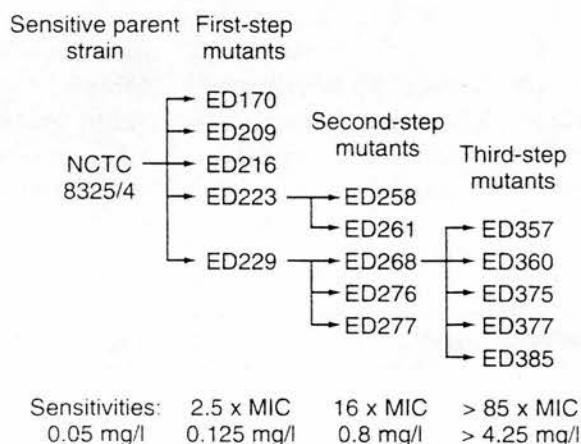 Sensitive parent strain
First-step mutants
Second-step mutants
Third-step mutants
NCTC 8325/4
ED170
ED209
ED216
ED223
ED229
ED258
ED261
ED268
ED276
ED277
ED357
ED360
ED375
ED377
ED385
Sensitivities: 2.5 x MIC 16 x MIC > 85 x MIC
0.05 mg/l 0.125 mg/l 0.8 mg/l > 4.25 mg/l